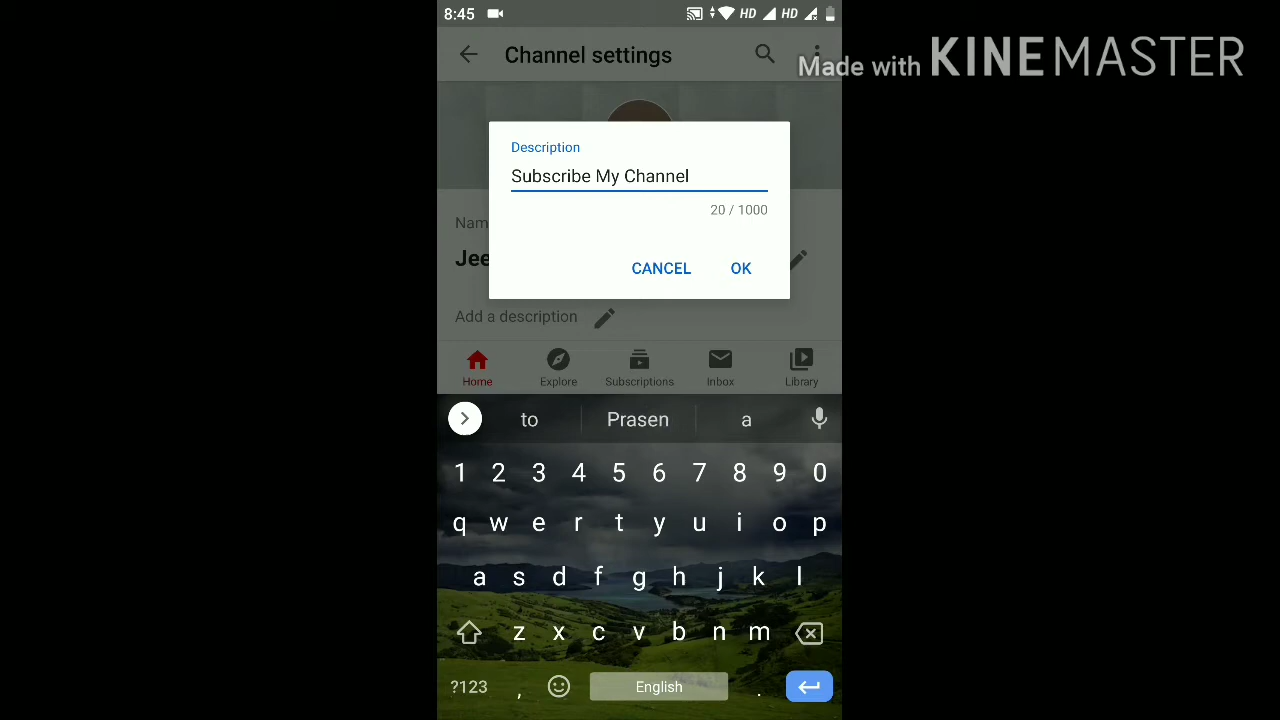 8:45 HD HD
Channel settings
Made with KINEMASTER
Description
Subscribe My Channel
20 / 1000
Nam
Jee
CANCEL OK
Add a description
Home Explore Subscriptions Inbox Library
to Prasen a
1 2 3 4 5 6 7 8 9 0
q w e r t y u i o p
a s d f g h j k l
z x c v b n m
?123 , English .